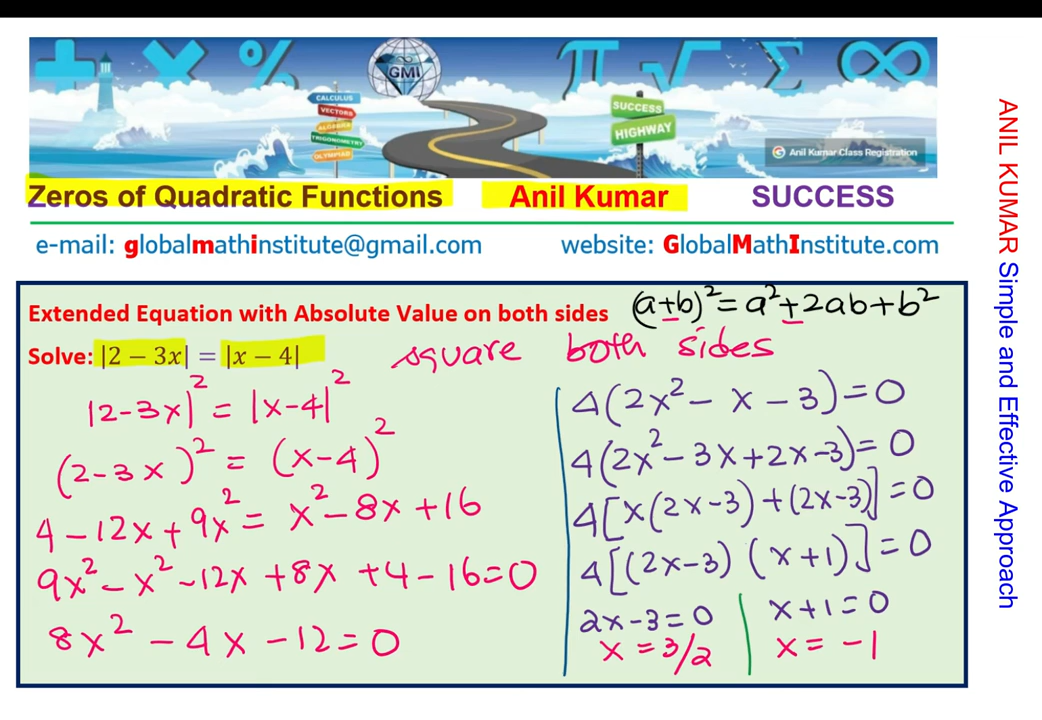 GMI
CALCULUS
VECTORS
ALGEBRA
TRIGONOMETRY
OLYMPIAD
SUCCESS
HIGHWAY
Anil Kumar Class Registration
Zeros of Quadratic Functions Anil Kumar SUCCESS
e-mail: globalmathinstitute@gmail.com website: GlobalMathInstitute.com
Extended Equation with Absolute Value on both sides (a+b)² = a²+2ab+b²
Solve: |2 − 3x| = |x − 4| square both sides
|2-3x|² = |x-4|²
(2-3x)² = (x-4)²
4-12x+9x² = x²-8x+16
9x²-x²-12x+8x+4-16=0
8x²-4x-12=0
4(2x²-x-3)=0
4(2x²-3x+2x-3)=0
4[x(2x-3)+(2x-3)]=0
4[(2x-3)(x+1)]=0
2x-3=0
x=3/2
x+1=0
x=-1
ANIL KUMAR Simple and Effective Approach